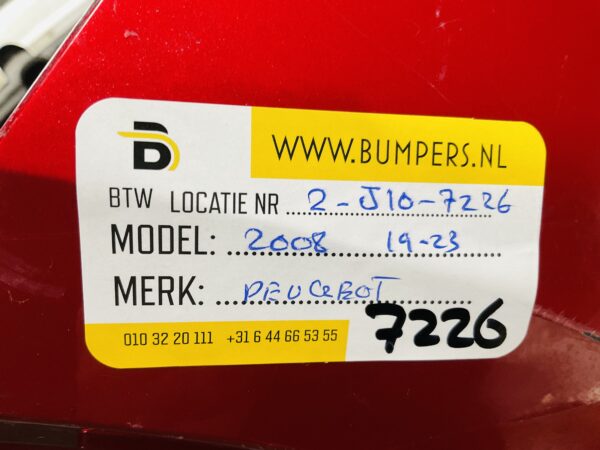 B
WWW.BUMPERS.NL
BTW LOCATIE NR 2-J10-7226
MODEL: 2008 19-23
MERK: PEUGEOT
010 32 20 111 +31 6 44 66 53 55
7226